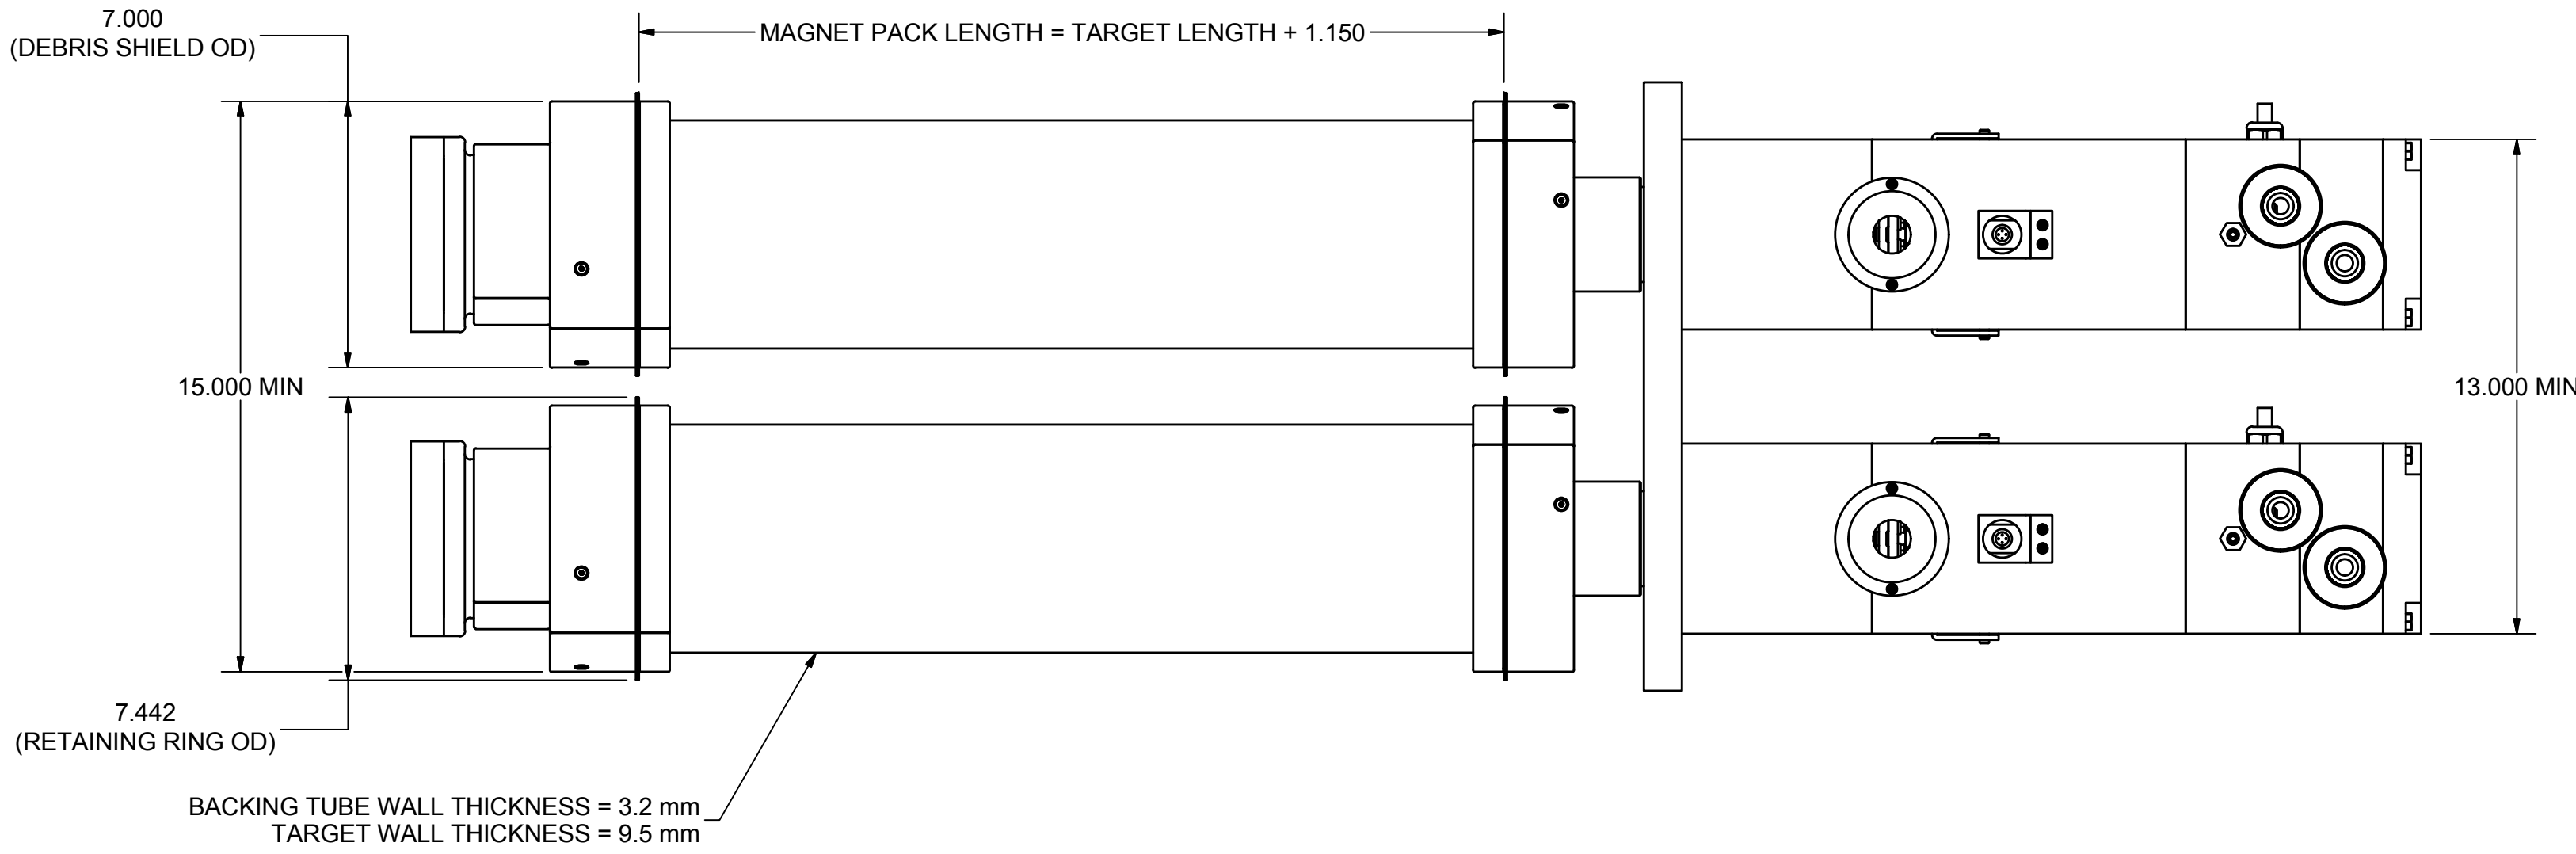 7.000
(DEBRIS SHIELD OD)
MAGNET PACK LENGTH = TARGET LENGTH + 1.150
15.000 MIN
13.000 MIN
7.442
(RETAINING RING OD)
BACKING TUBE WALL THICKNESS = 3.2 mm
TARGET WALL THICKNESS = 9.5 mm